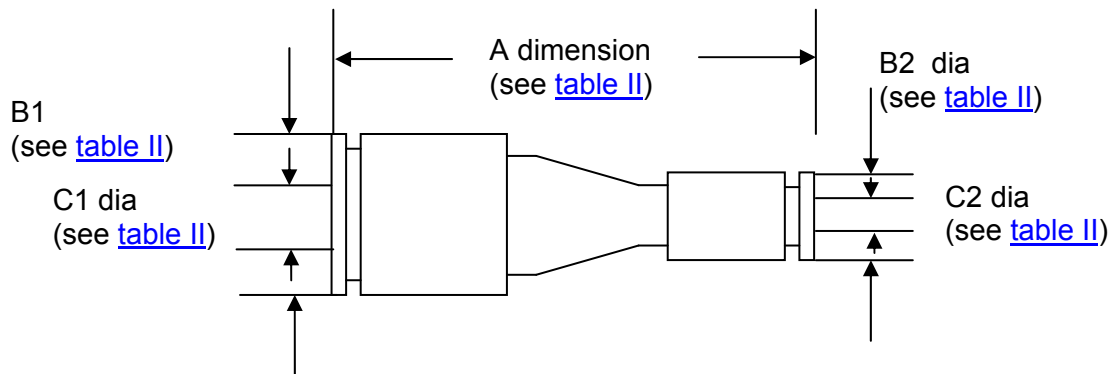 A dimension
(see table II)
B2 dia
(see table II)
B1
(see table II)
C1 dia
(see table II)
C2 dia
(see table II)